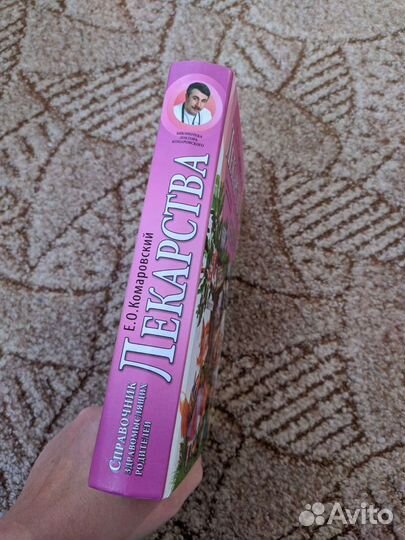 БИБЛИОТЕКА
ДОКТОРА
КОМАРОВСКОГО
Е.О.Комаровский
ЛЕКАРСТВА
СПРАВОЧНИК
ЗДРАВОМЫСЛЯЩИХ
РОДИТЕЛЕЙ
Avito